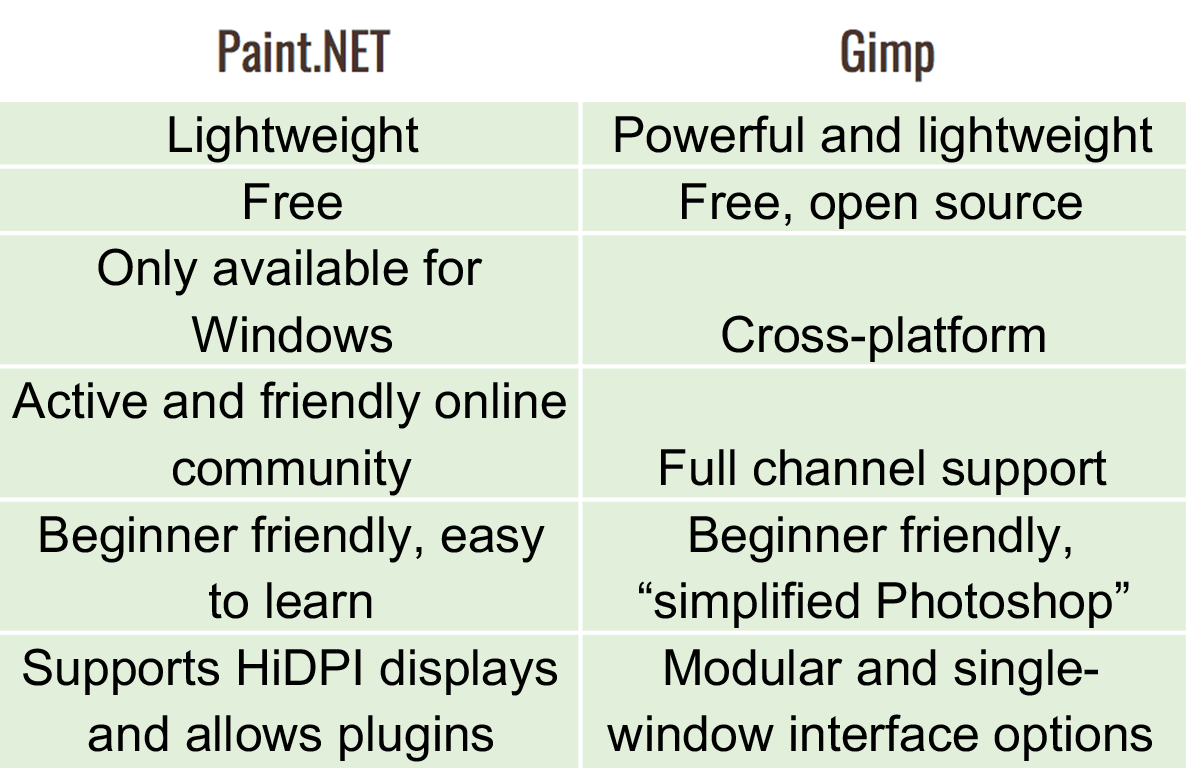 Paint.NET
Gimp
Lightweight
Powerful and lightweight
Free
Free, open source
Only available for
Windows
Cross-platform
Active and friendly online
community
Full channel support
Beginner friendly, easy
to learn
Beginner friendly,
“simplified Photoshop”
Supports HiDPI displays
and allows plugins
Modular and single-
window interface options